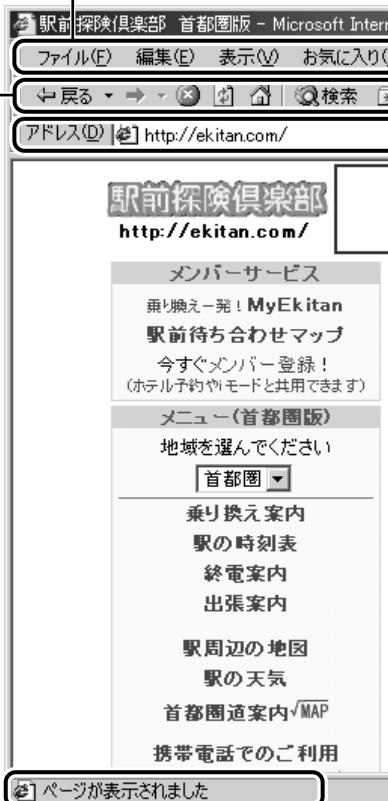 駅前探険倶楽部 首都圏版 - Microsoft Inter
ファイル(F) 編集(E) 表示(V) お気に入り(
戻る 検索
アドレス(D) http://ekitan.com/
駅前探険倶楽部
http://ekitan.com/
メンバーサービス
乗り換え一発!MyEkitan
駅前待ち合わせマップ
今すぐメンバー登録!
(ホテル予約やiモードと共用できます)
メニュー(首都圏版)
地域を選んでください
首都圏
乗り換え案内
駅の時刻表
終電案内
出張案内
駅周辺の地図
駅の天気
首都圏道案内√MAP
携帯電話でのご利用
ページが表示されました